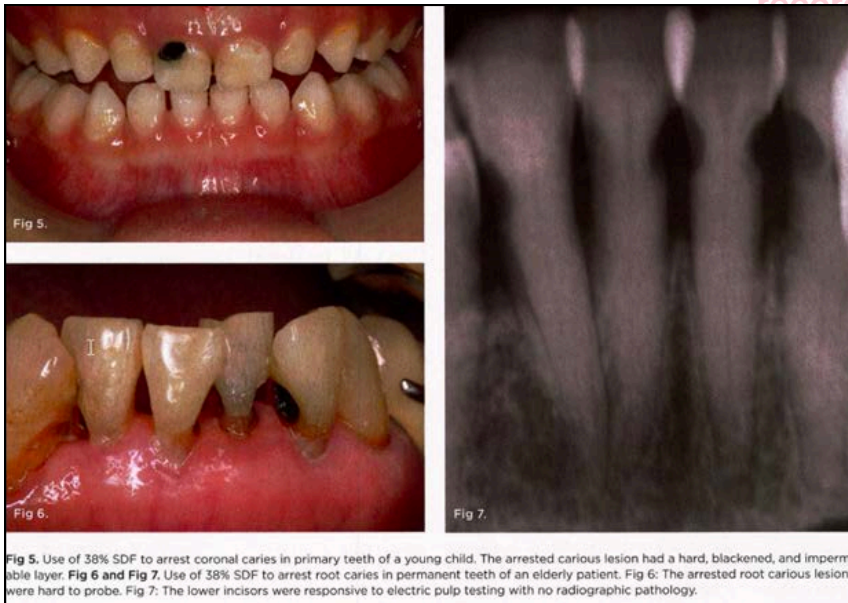 Fig 5.
Fig 6.
Fig 7.
Fig 5. Use of 38% SDF to arrest coronal caries in primary teeth of a young child. The arrested carious lesion had a hard, blackened, and imperm
able layer. Fig 6 and Fig 7. Use of 38% SDF to arrest root caries in permanent teeth of an elderly patient. Fig 6: The arrested root carious lesion
were hard to probe. Fig 7: The lower incisors were responsive to electric pulp testing with no radiographic pathology.